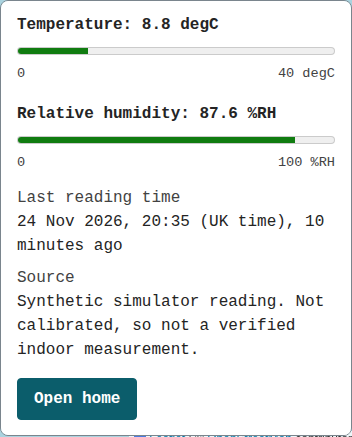 Temperature: 8.8 degC
0 40 degC
Relative humidity: 87.6 %RH
0 100 %RH
Last reading time
24 Nov 2026, 20:35 (UK time), 10
minutes ago
Source
Synthetic simulator reading. Not
calibrated, so not a verified
indoor measurement.
Open home